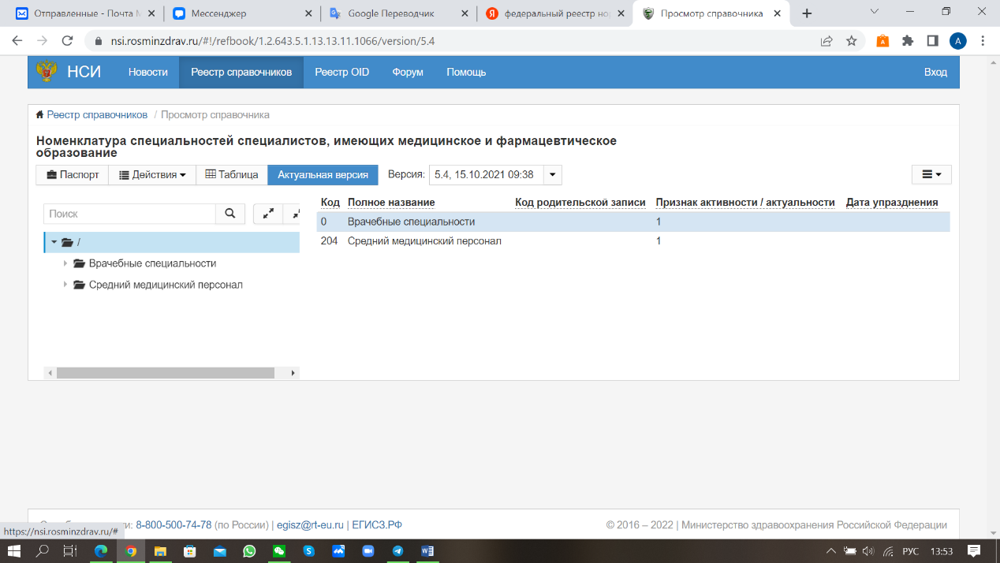 Отправленные - Почта
Мессенджер
Google Переводчик
федеральный реестр
Просмотр справочника
nsi.rosminzdrav.ru/#!/refbook/1.2.643.5.1.13.13.11.1066/version/5.4
A
А
НСИ
Новости
Реестр справочников
Реестр OID
Форум
Помощь
Вход
Реестр справочников / Просмотр справочника
Номенклатура специальностей специалистов, имеющих медицинское и фармацевтическое
образование
Паспорт
Действия
Таблица
Актуальная версия
Версия:
5.4, 15.10.2021 09:38
Поиск
/
Врачебные специальности
Средний медицинский персонал
Код Полное название Код родительской записи Признак активности / актуальности Дата упразднения
0 Врачебные специальности 1
204 Средний медицинский персонал 1
8-800-500-74-78 (по России) | egisz@rt-eu.ru | ЕГИСЗ.РФ
© 2016 – 2022 | Министерство здравоохранения Российской Федерации
https://nsi.rosminzdrav.ru/#
РУС
13:53